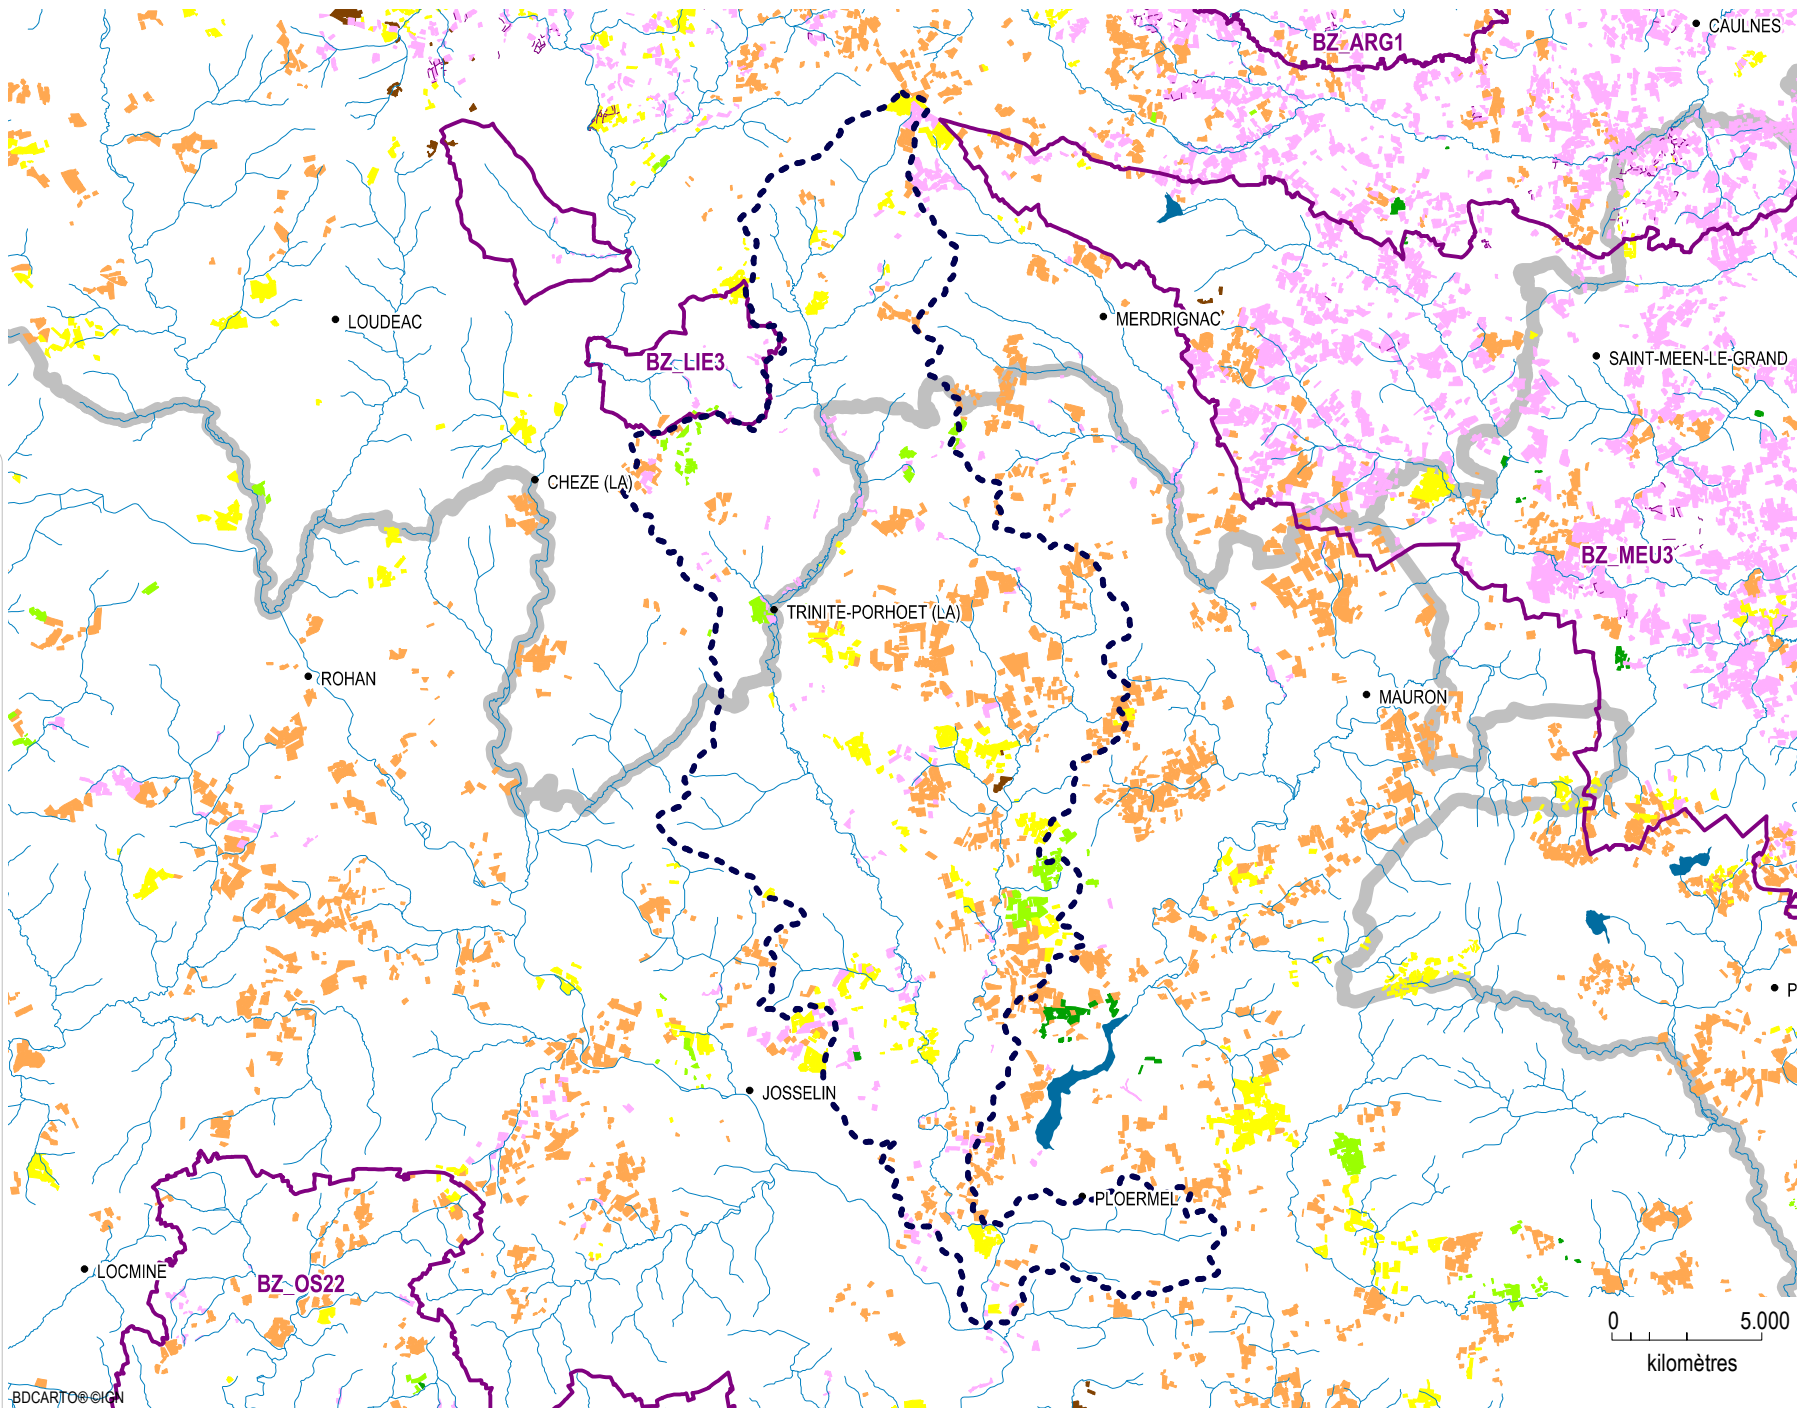 CAULNES
BZ_ARG1
LOUDEAC
MERDRIGNAC
BZ_LIE3
SAINT-MEEN-LE-GRAND
CHEZE (LA)
BZ_MEU3
TRINITE-PORHOET (LA)
ROHAN
MAURON
P
JOSSELIN
PLOERMEL
LOCMINE
BZ_OS22
0 5.000
kilomètres
BDCARTO® ©IGN